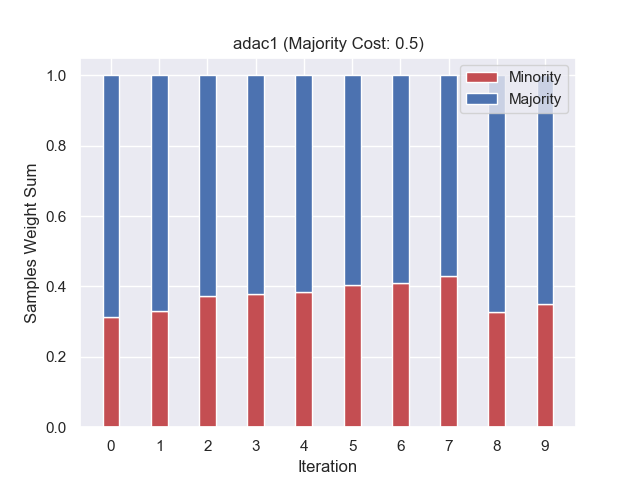 adac1 (Majority Cost: 0.5)
Minority
Majority
1.0
0.8
0.6
0.4
0.2
0.0
Samples Weight Sum
0 1 2 3 4 5 6 7 8 9
Iteration